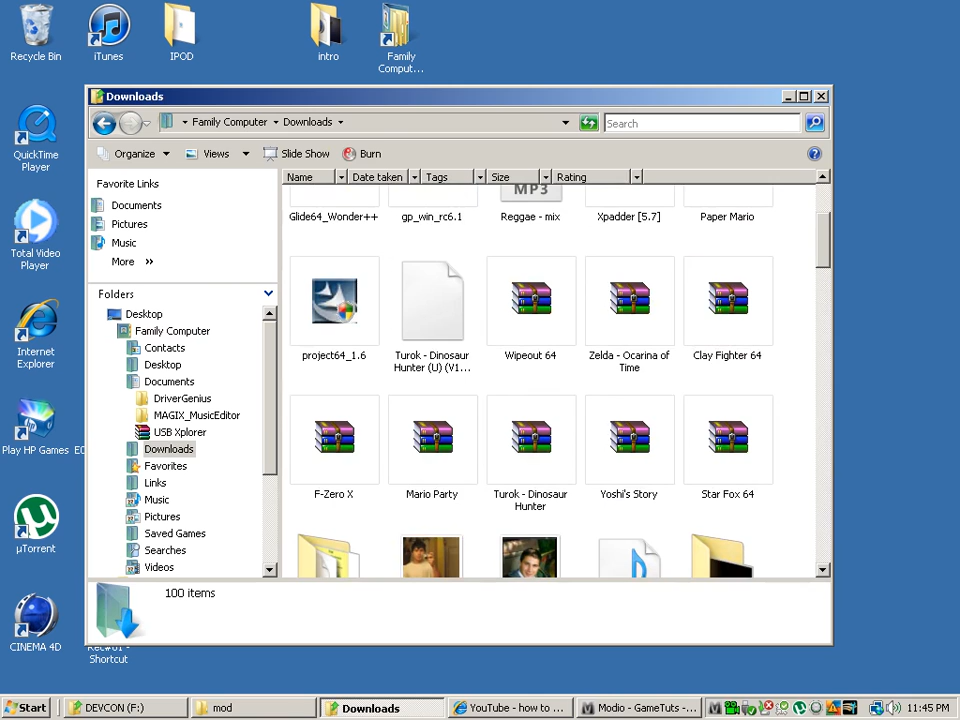 Recycle Bin
iTunes
IPOD
intro
Family
Comput...
QuickTime
Player
Total Video
Player
Internet
Explorer
Play HP Games
EC
µTorrent
CINEMA 4D
Shortcut
Downloads
Family Computer
Downloads
Search
Organize
Views
Slide Show
Burn
Favorite Links
Documents
Pictures
Music
More »
Folders
Desktop
Family Computer
Contacts
Desktop
Documents
DriverGenius
MAGIX_MusicEditor
USB Xplorer
Downloads
Favorites
Links
Music
Pictures
Saved Games
Searches
Videos
Name
Date taken
Tags
Size
Rating
MP3
Glide64_Wonder++
gp_win_rc6.1
Reggae - mix
Xpadder [5.7]
Paper Mario
project64_1.6
Turok - Dinosaur
Hunter (U) (V1...
Wipeout 64
Zelda - Ocarina of
Time
Clay Fighter 64
F-Zero X
Mario Party
Turok - Dinosaur
Hunter
Yoshi's Story
Star Fox 64
100 items
Start
DEVCON (F:)
mod
Downloads
YouTube - how to ...
Modio - GameTuts -...
11:45 PM